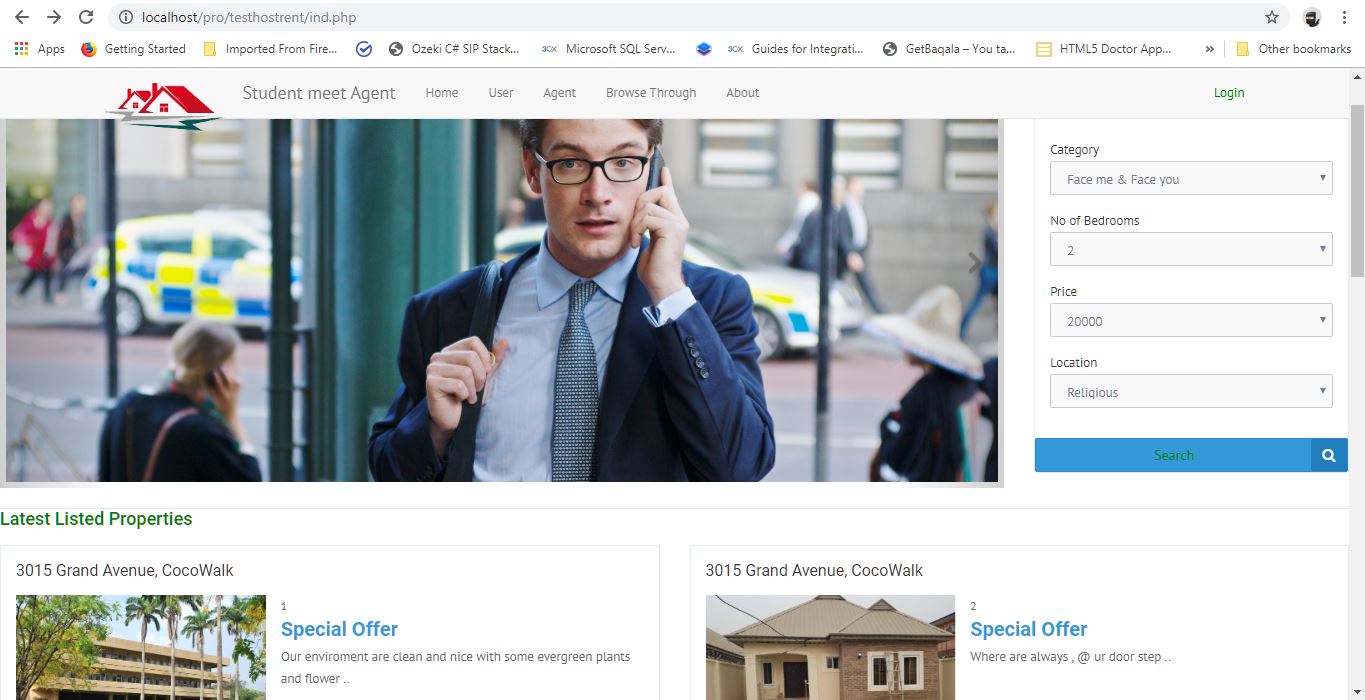 localhost/pro/testhostrent/ind.php
Apps Getting Started Imported From Fire... Ozeki C# SIP Stack... 3CX Microsoft SQL Serv... 3CX Guides for Integrati... GetBaqala – You ta... HTML5 Doctor App... » Other bookmarks
Student meet Agent Home User Agent Browse Through About Login
Category
Face me & Face you
No of Bedrooms
2
Price
20000
Location
Religious
Search
Latest Listed Properties
3015 Grand Avenue, CocoWalk
1
Special Offer
Our enviroment are clean and nice with some evergreen plants
and flower ..
3015 Grand Avenue, CocoWalk
2
Special Offer
Where are always , @ ur door step ..